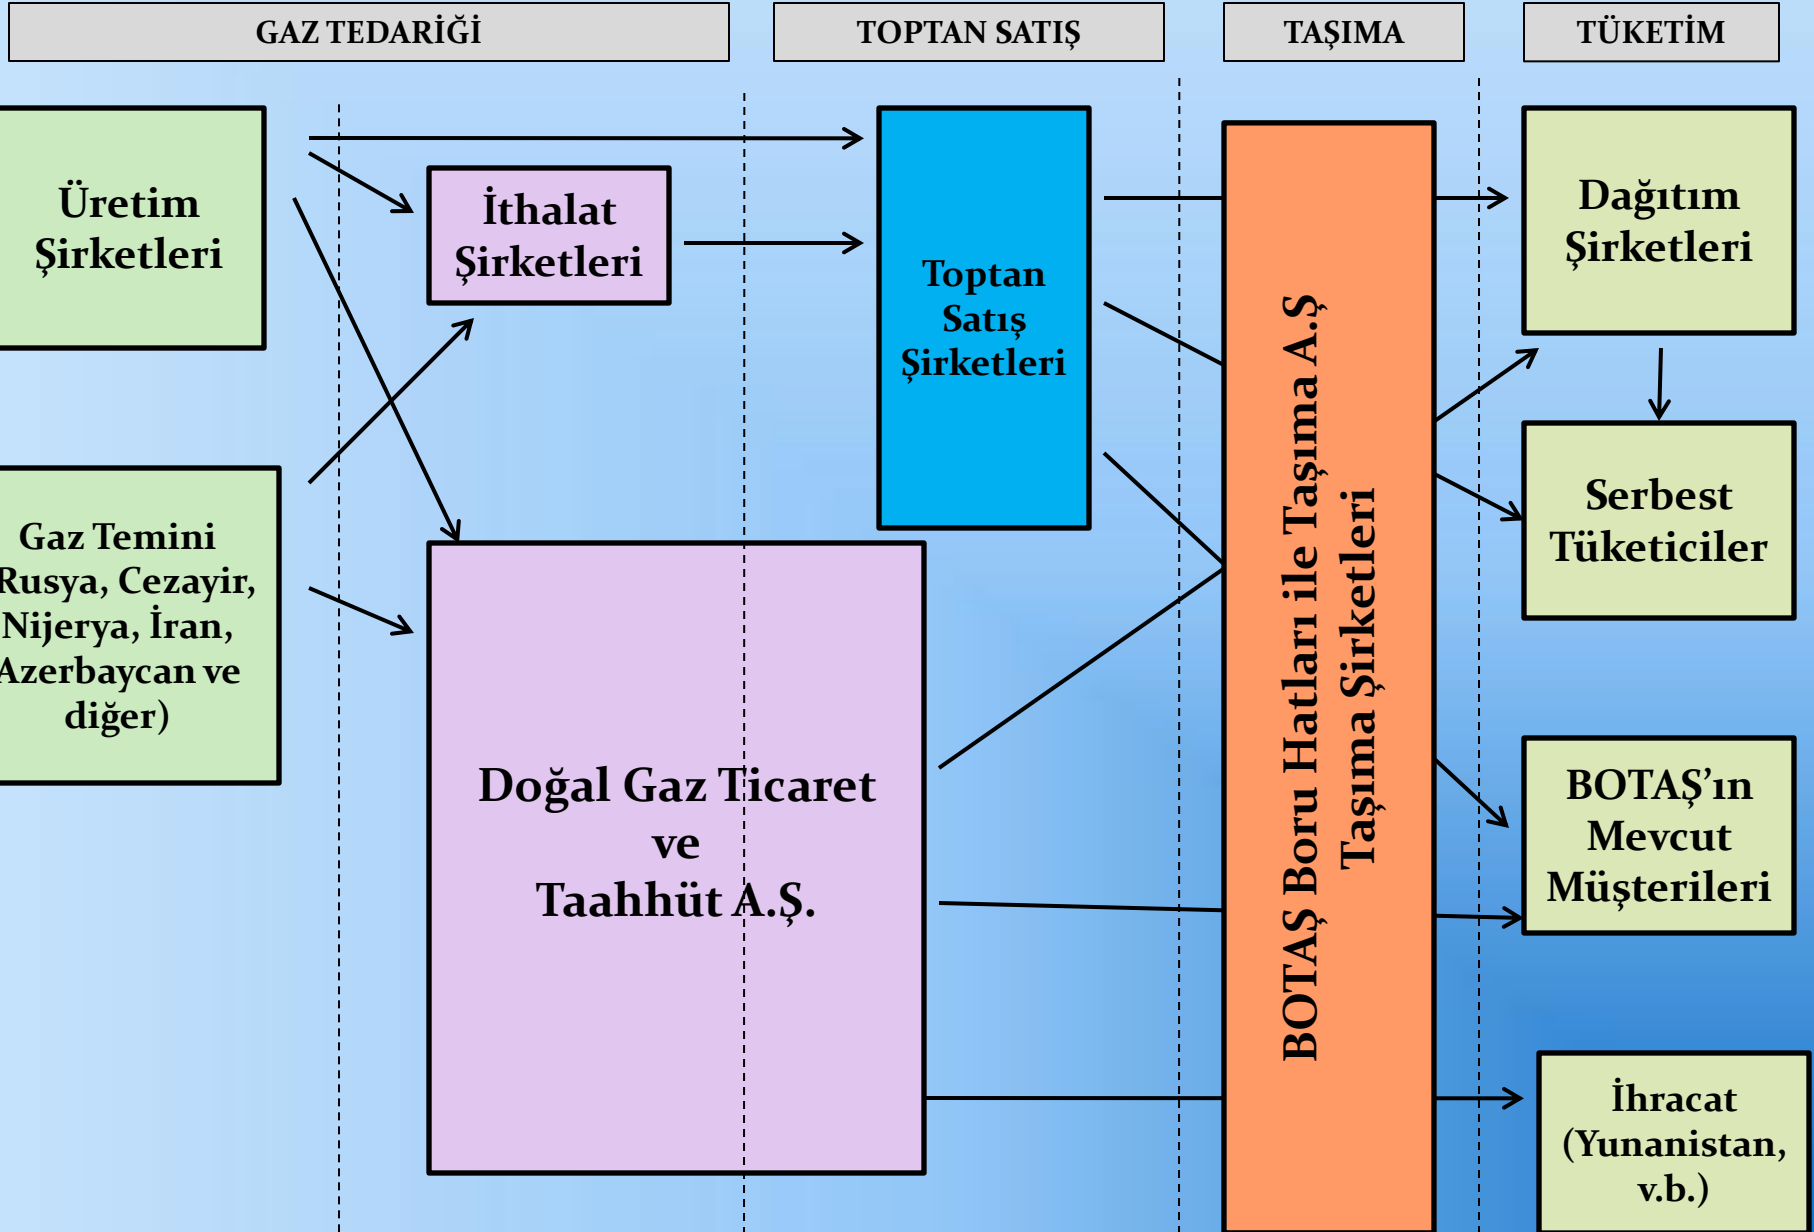 GAZ TEDARİĞİ
TOPTAN SATIŞ
TAŞIMA
TÜKETİM
Üretim
Şirketleri
İthalat
Şirketleri
Toptan
Satış
Şirketleri
Dağıtım
Şirketleri
Gaz Temini
Rusya, Cezayir,
Nijerya, İran,
Azerbaycan ve
diğer)
Doğal Gaz Ticaret
ve
Taahhüt A.Ş.
BOTAŞ Boru Hatları ile Taşıma A.Ş
Taşıma Şirketleri
Serbest
Tüketiciler
BOTAŞ’ın
Mevcut
Müşterileri
İhracat
(Yunanistan,
v.b.)